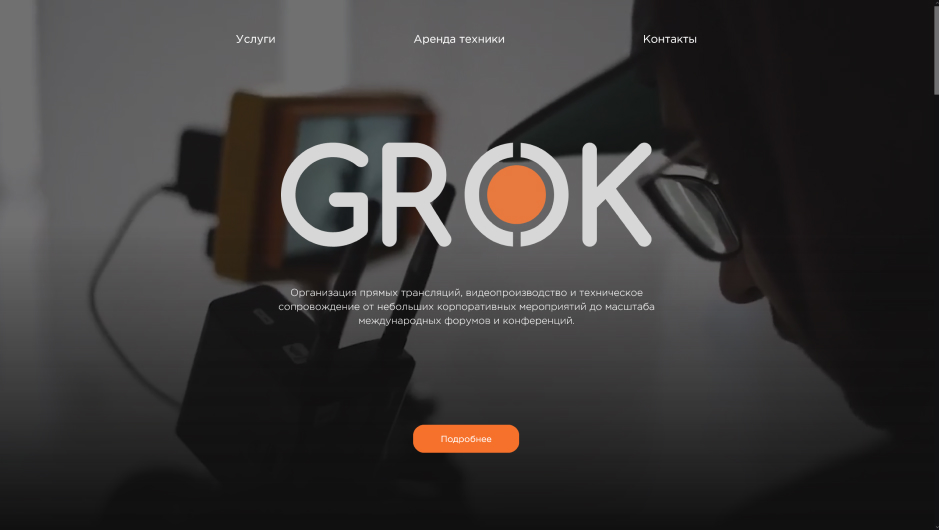 Услуги
Аренда техники
Контакты
GROK
Организация прямых трансляций, видеопроизводство и техническое
сопровождение от небольших корпоративных мероприятий до масштаба
международных форумов и конференций.
Подробнее